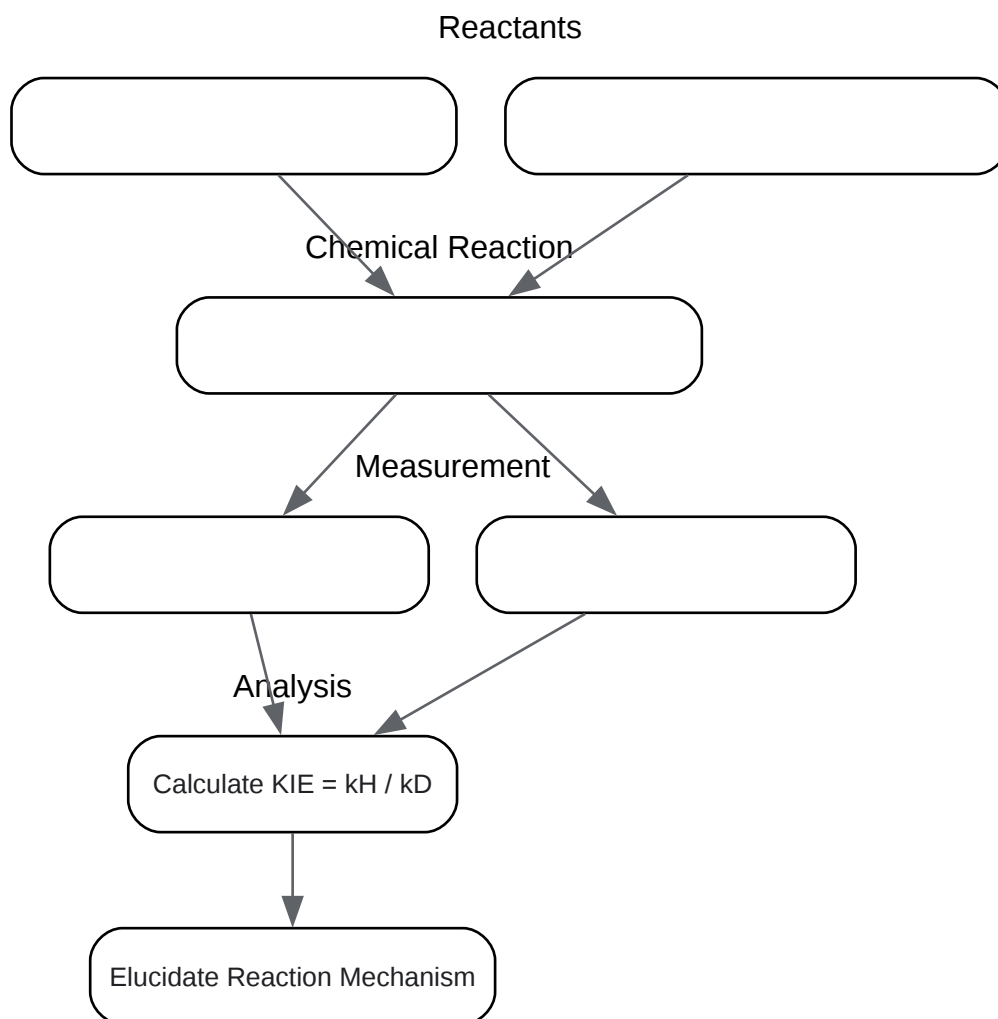 Reactants
Chemical Reaction
Measurement
Analysis
Calculate KIE = kH / kD
Elucidate Reaction Mechanism